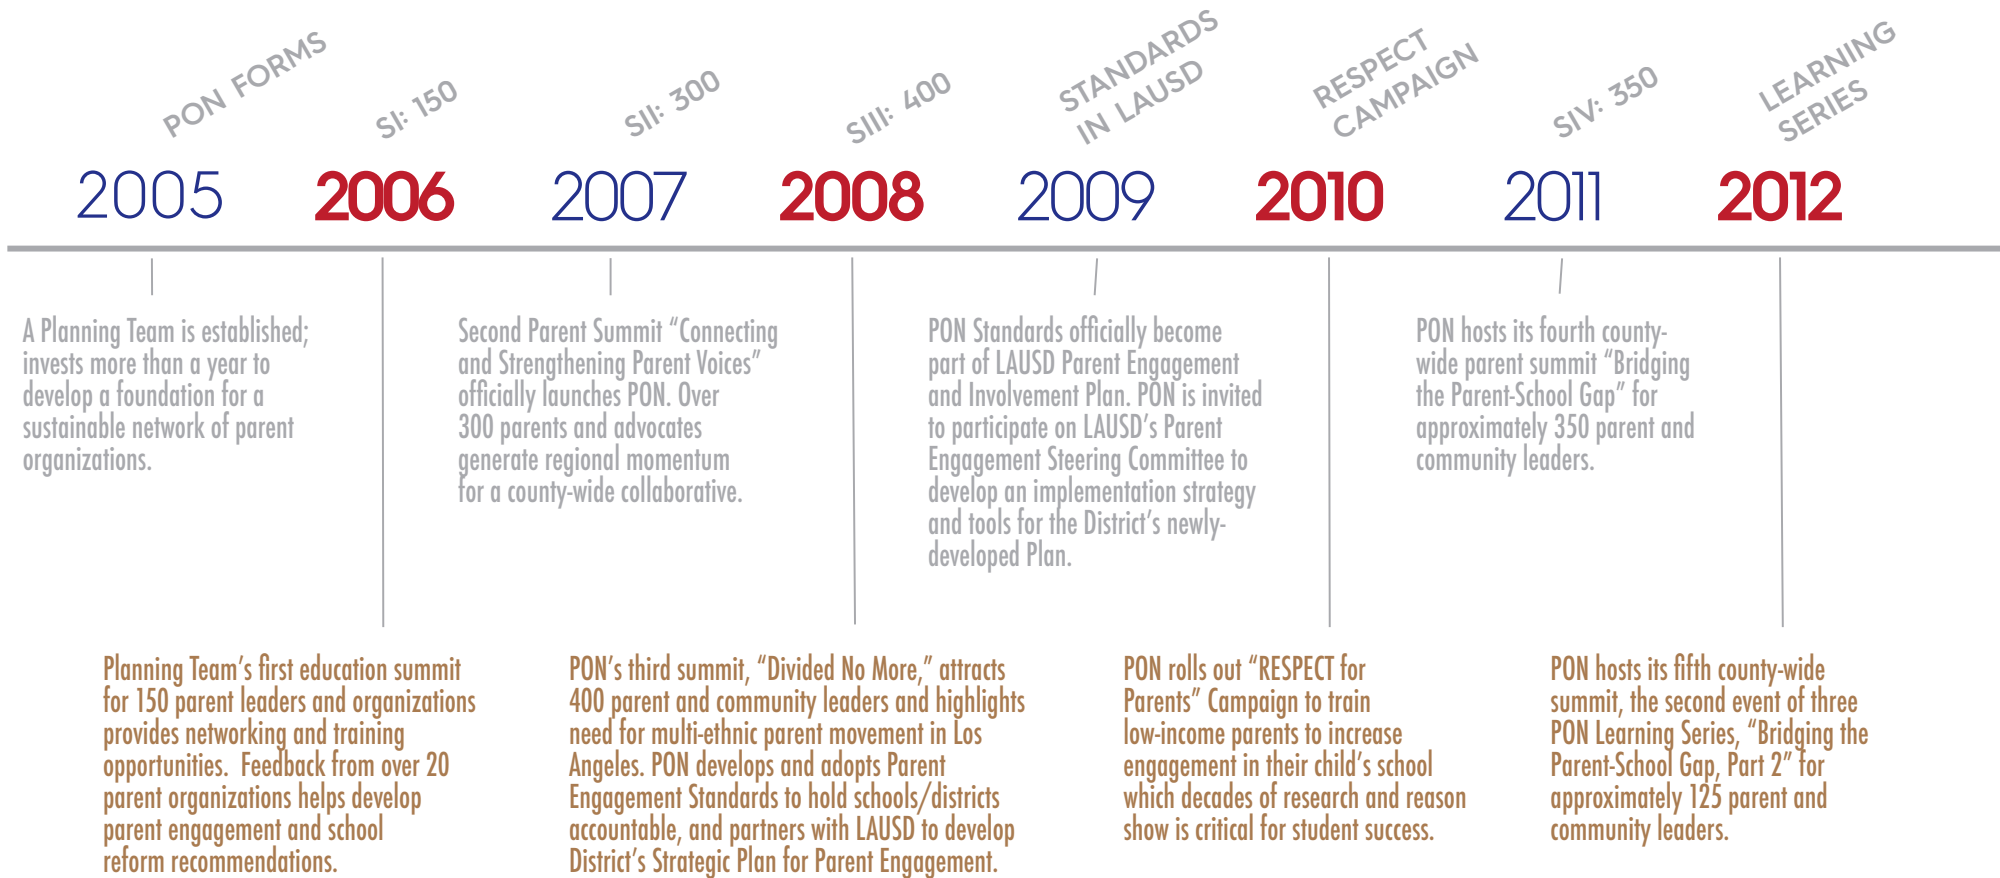 PON FORMS
SI: 150
SII: 300
SIII: 400
STANDARDS
IN LAUSD
RESPECT
CAMPAIGN
SIV: 350
LEARNING
SERIES
2005
2006
2007
2008
2009
2010
2011
2012
A Planning Team is established;
invests more than a year to
develop a foundation for a
sustainable network of parent
organizations.
Second Parent Summit “Connecting
and Strengthening Parent Voices”
officially launches PON. Over
300 parents and advocates
generate regional momentum
for a county-wide collaborative.
PON Standards officially become
part of LAUSD Parent Engagement
and Involvement Plan. PON is invited
to participate on LAUSD’s Parent
Engagement Steering Committee to
develop an implementation strategy
and tools for the District’s newly-
developed Plan.
PON hosts its fourth county-
wide parent summit “Bridging
the Parent-School Gap” for
approximately 350 parent and
community leaders.
Planning Team’s first education summit
for 150 parent leaders and organizations
provides networking and training
opportunities.  Feedback from over 20
parent organizations helps develop
parent engagement and school
reform recommendations.
PON’s third summit, “Divided No More,” attracts
400 parent and community leaders and highlights
need for multi-ethnic parent movement in Los
Angeles. PON develops and adopts Parent
Engagement Standards to hold schools/districts
accountable, and partners with LAUSD to develop
District’s Strategic Plan for Parent Engagement.
PON rolls out “RESPECT for
Parents” Campaign to train
low-income parents to increase
engagement in their child’s school
which decades of research and reason
show is critical for student success.
PON hosts its fifth county-wide
summit, the second event of three
PON Learning Series, “Bridging the
Parent-School Gap, Part 2” for
approximately 125 parent and
community leaders.